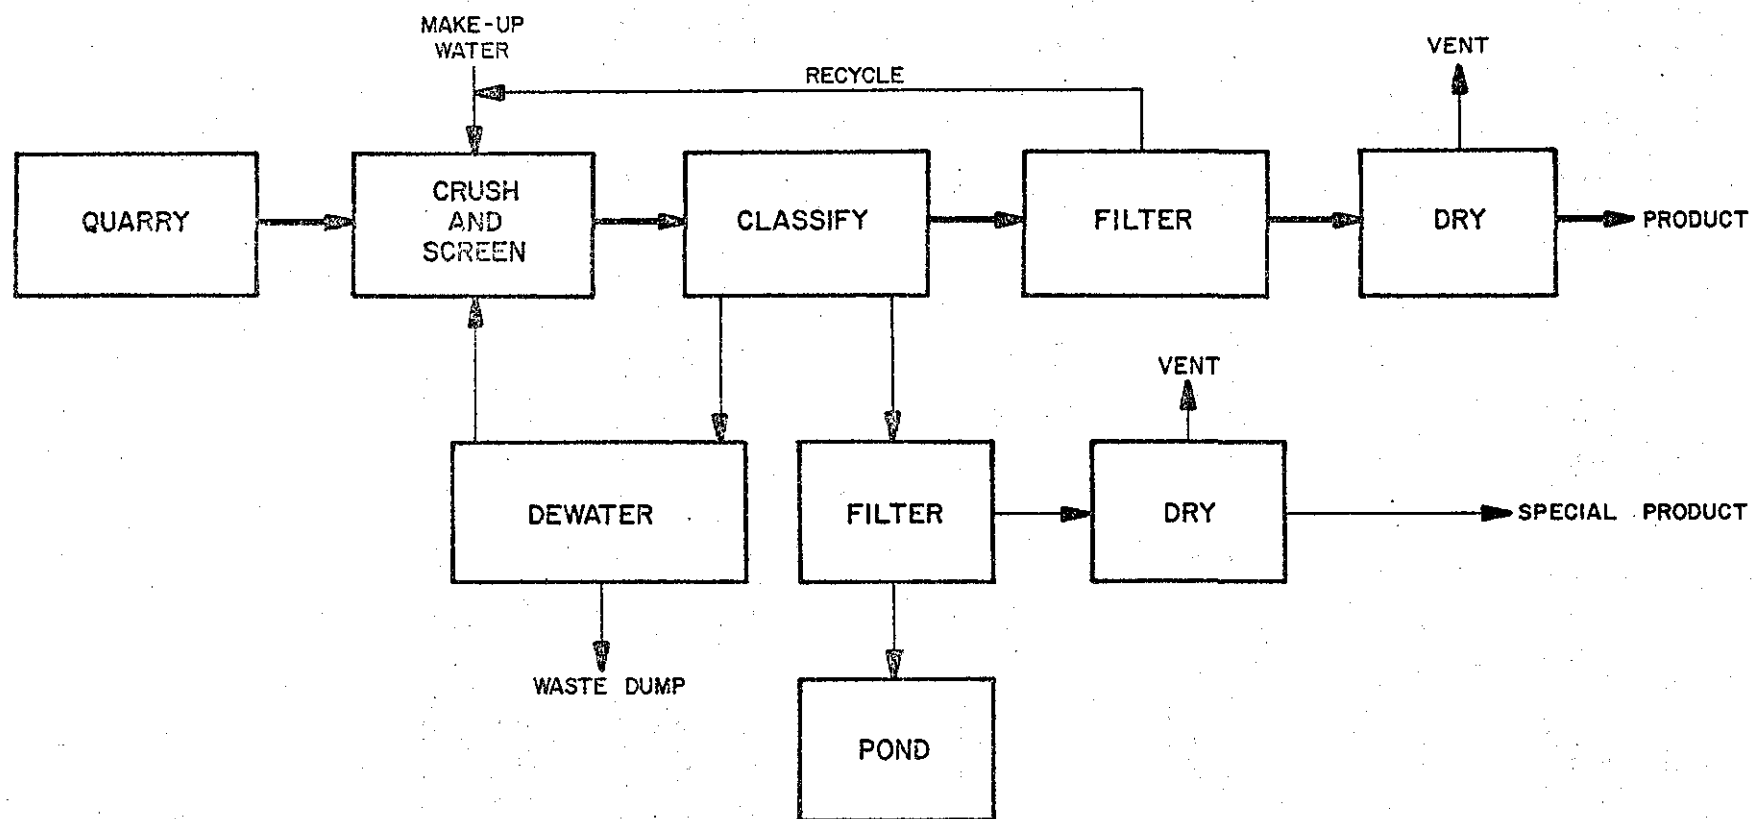 MAKE-UP
WATER
RECYCLE
VENT
QUARRY
CRUSH
AND
SCREEN
CLASSIFY
FILTER
DRY
PRODUCT
VENT
DEWATER
FILTER
DRY
SPECIAL PRODUCT
WASTE DUMP
POND